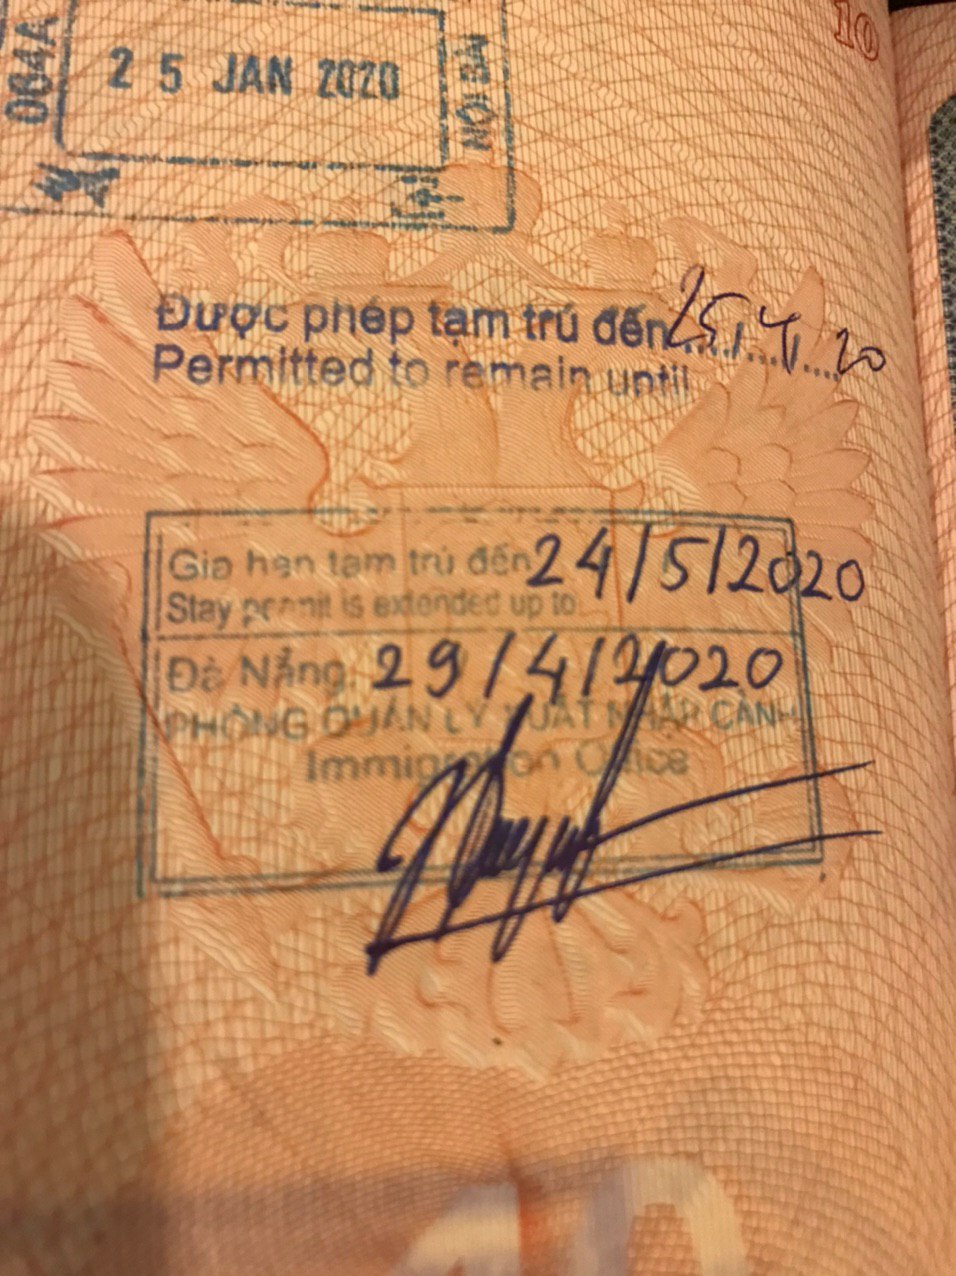 10
064A
25 JAN 2020
NỘI BÀI
Được phép tạm trú đến 25/4/20
Permitted to remain until
Gia hạn tạm trú đến 24/5/2020
Stay permit is extended up to
Đà Nẵng, 29/4/2020
PHÒNG QUẢN LÝ XUẤT NHẬP CẢNH
Immigration Office